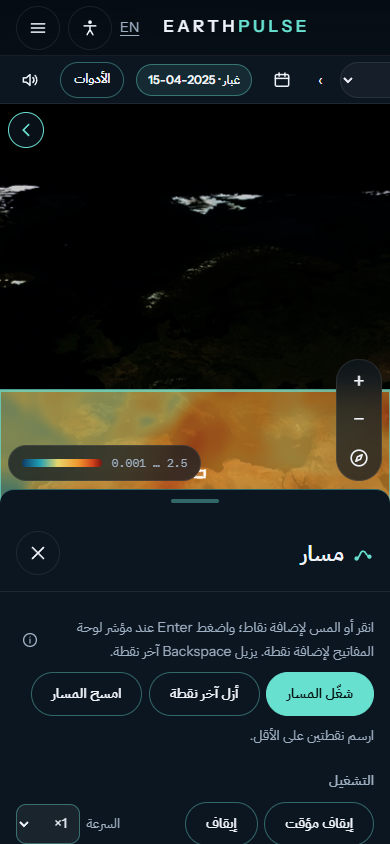 EN EARTHPULSE
الأدوات غبار · 2025-04-15
0.001 … 2.5
مسار
انقر أو المس لإضافة نقاط؛ واضغط Enter عند مؤشر لوحة
المفاتيح لإضافة نقطة. يزيل Backspace آخر نقطة.
شغّل المسار أزل آخر نقطة امسح المسار
ارسم نقطتين على الأقل.
التشغيل
إيقاف مؤقت إيقاف السرعة 1×